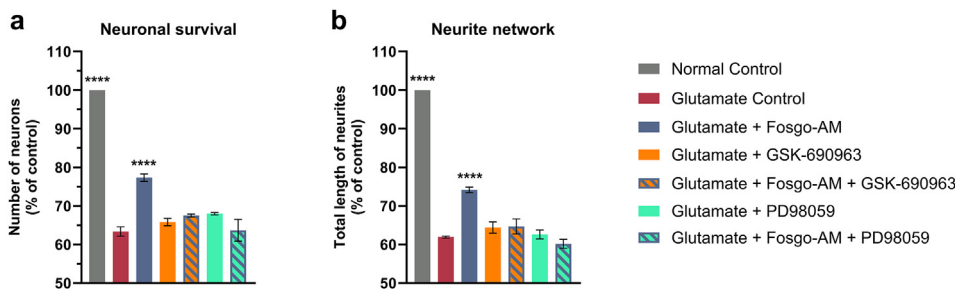 a
Neuronal survival
Number of neurons
(% of control)
110
100
90
80
70
60
50
****
****
b
Neurite network
Total length of neurites
(% of control)
110
100
90
80
70
60
50
****
****
Normal Control
Glutamate Control
Glutamate + Fosgo-AM
Glutamate + GSK-690963
Glutamate + Fosgo-AM + GSK-690963
Glutamate + PD98059
Glutamate + Fosgo-AM + PD98059